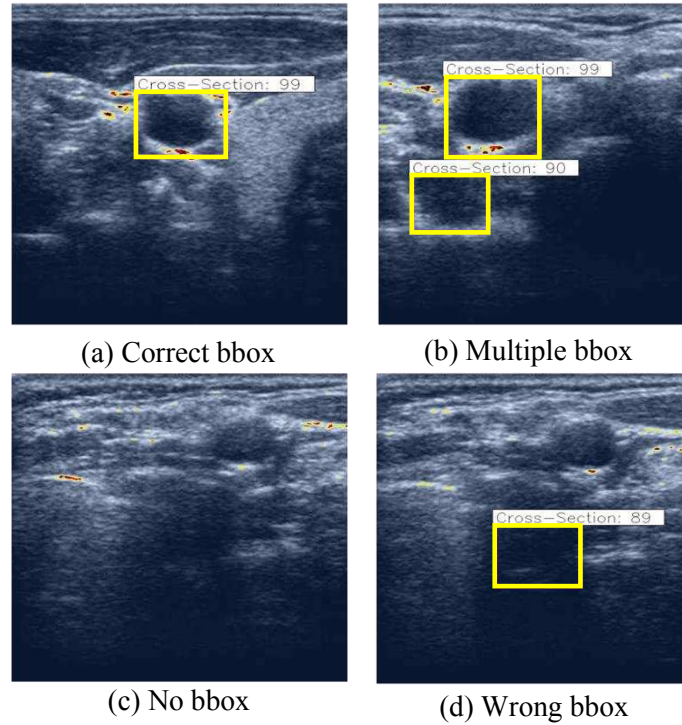 Cross-Section: 99
Cross-Section: 99
Cross-Section: 90
(a) Correct bbox
(b) Multiple bbox
Cross-Section: 89
(c) No bbox
(d) Wrong bbox